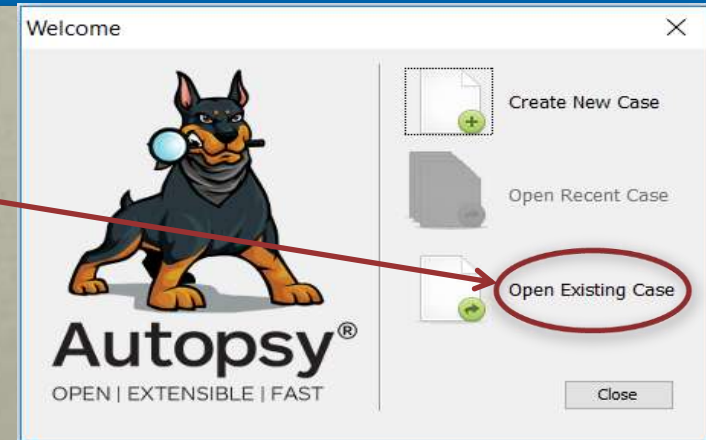 Welcome
Create New Case
Open Recent Case
Open Existing Case
Autopsy®
OPEN | EXTENSIBLE | FAST
Close